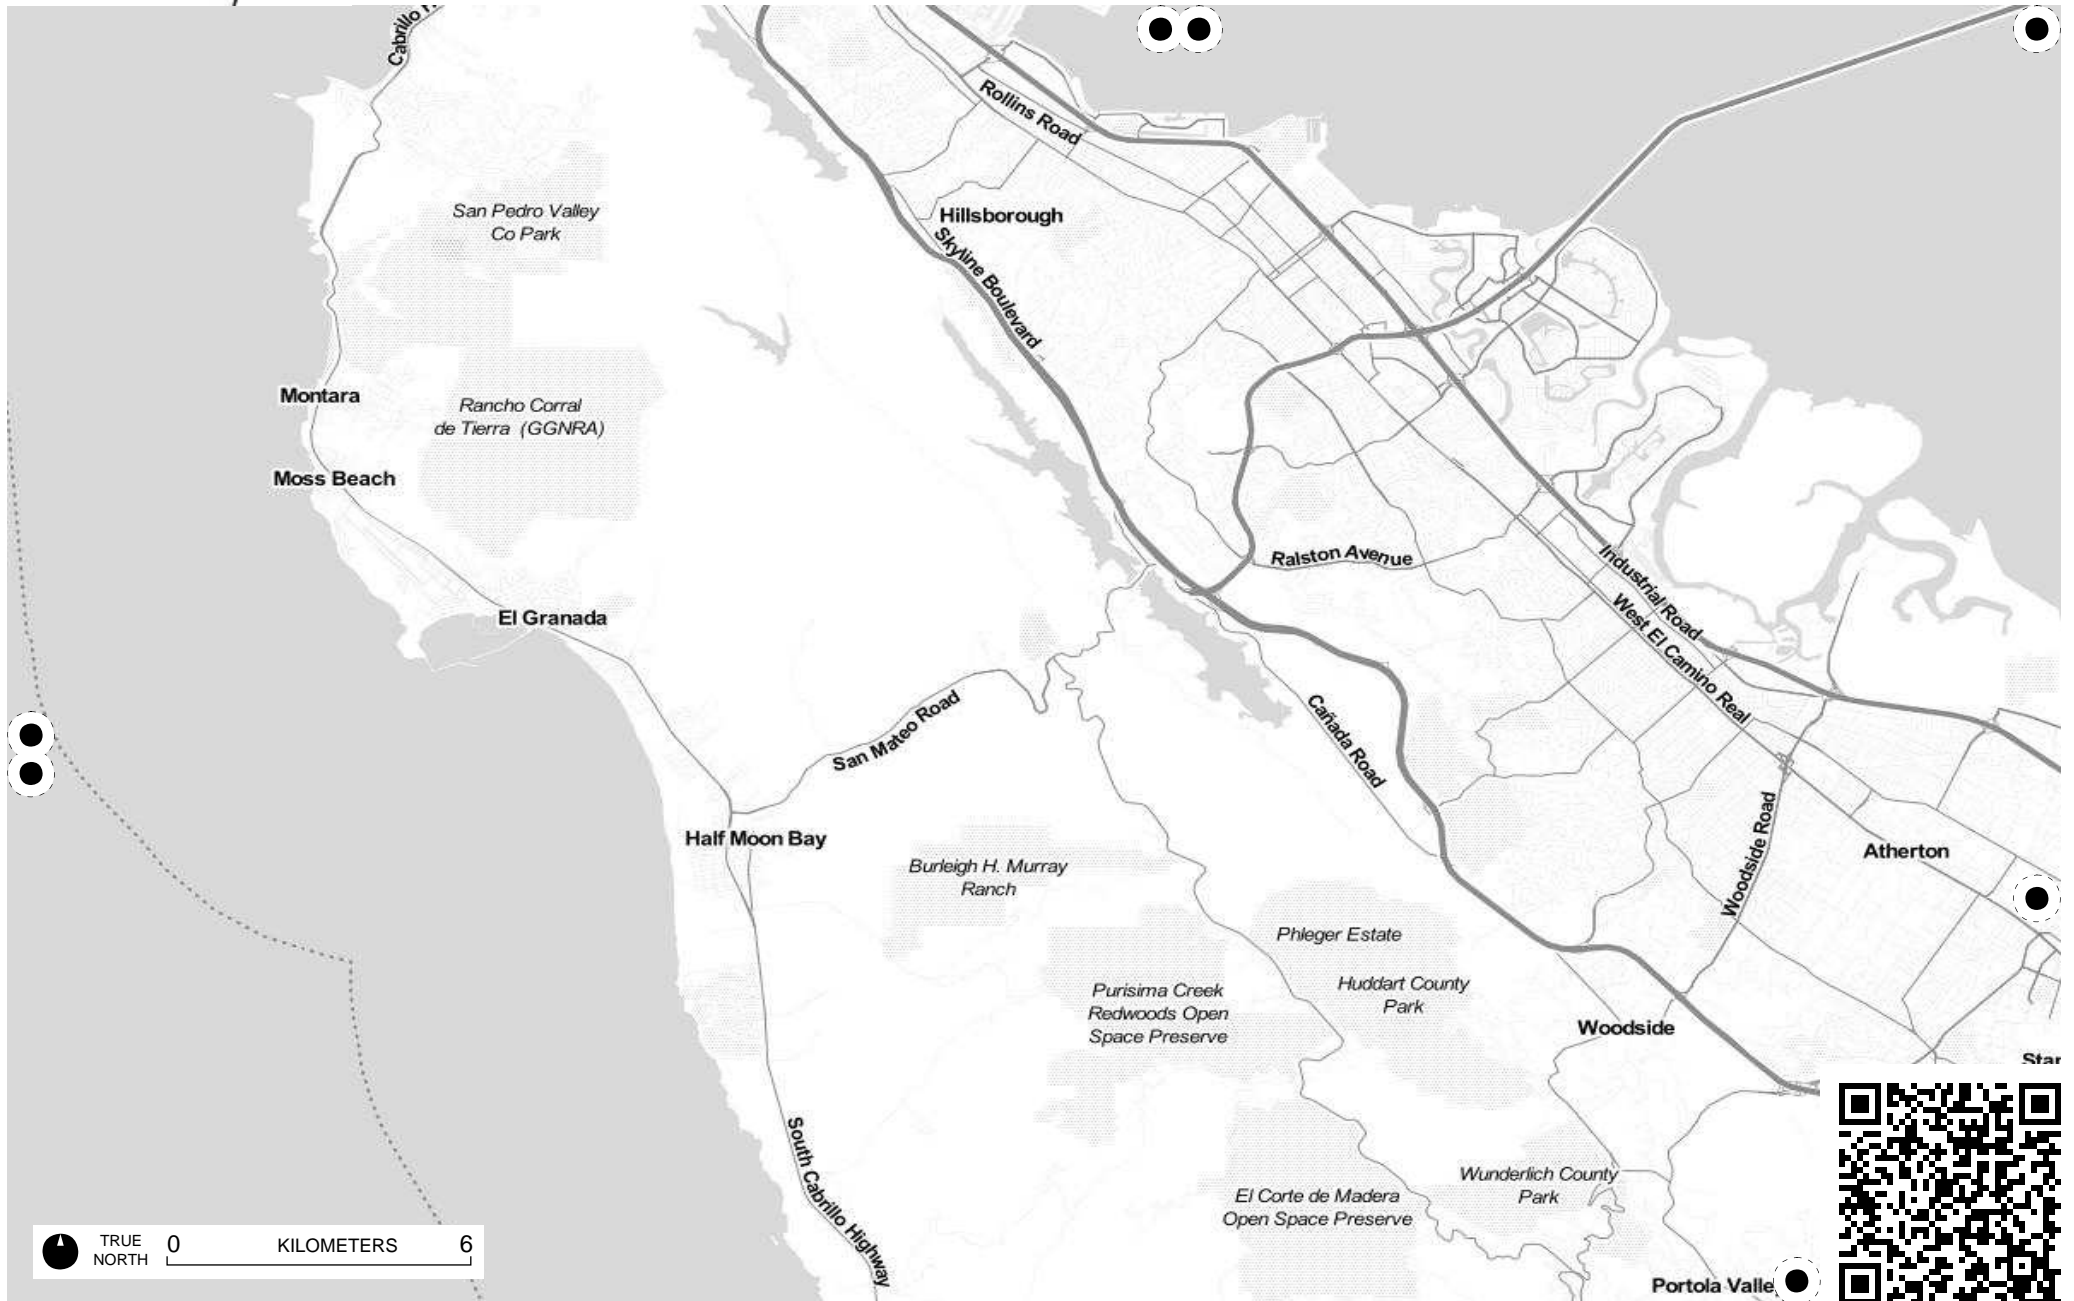 Rollins Road
San Pedro Valley
Co Park
Hillsborough
Skyline Boulevard
Montara
Rancho Corral
de Tierra (GGNRA)
Moss Beach
Ralston Avenue
Industrial Road
El Granada
West El Camino Real
San Mateo Road
Cañada Road
Half Moon Bay
Woodside Road
Atherton
Burleigh H. Murray
Ranch
Phleger Estate
Huddart County
Park
Purisima Creek
Redwoods Open
Space Preserve
Woodside
South Cabrillo Highway
Wunderlich County
Park
El Corte de Madera
Open Space Preserve
TRUE
NORTH
0 KILOMETERS 6